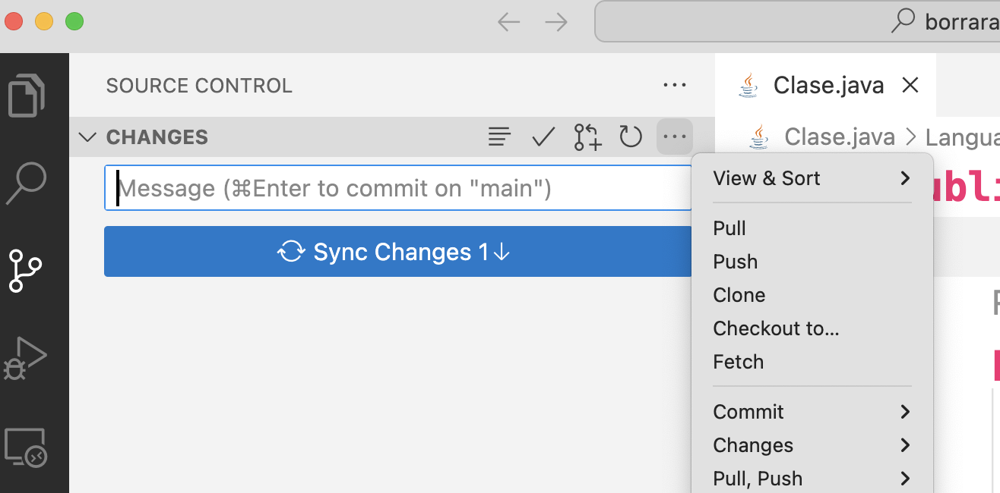 borrara
SOURCE CONTROL
Clase.java
CHANGES
Clase.java > Langua
Message (⌘Enter to commit on "main")
Sync Changes 1↓
View & Sort
Pull
Push
Clone
Checkout to...
Fetch
Commit
Changes
Pull, Push
ubli